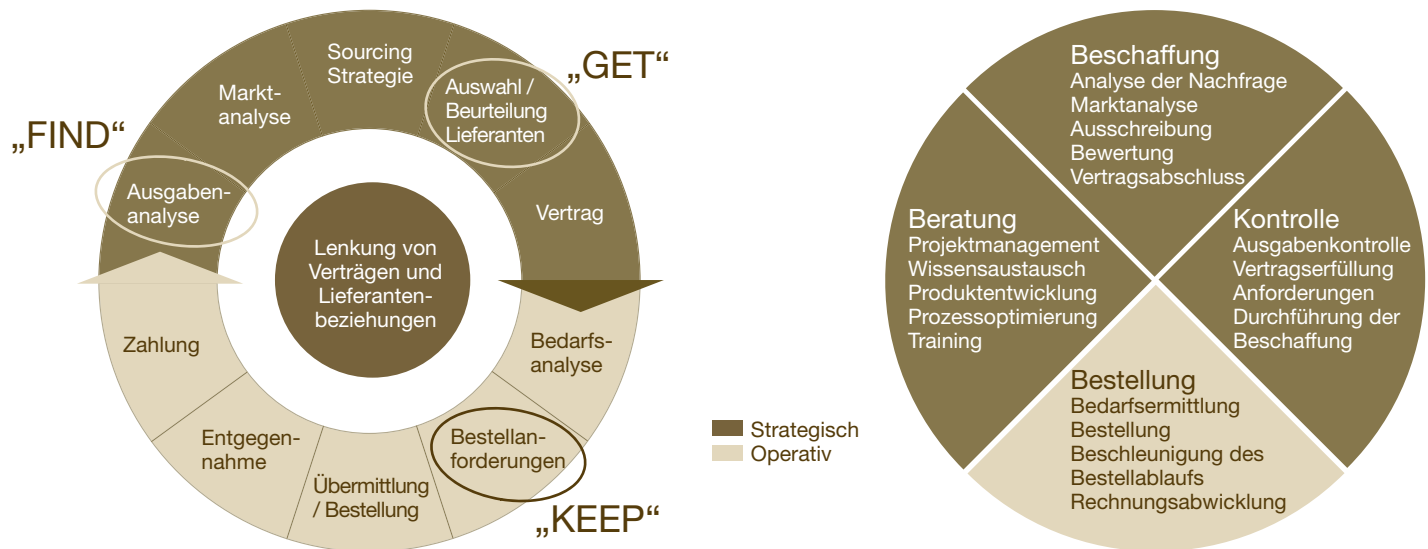 „FIND“
Ausgaben-
analyse
Markt-
analyse
Sourcing
Strategie
„GET“
Auswahl /
Beurteilung
Lieferanten
Vertrag
Lenkung von
Verträgen und
Lieferanten-
beziehungen
Bedarfs-
analyse
Bestellan-
forderungen
„KEEP“
Übermittlung
/ Bestellung
Entgegen-
nahme
Zahlung
Strategisch
Operativ
Beschaffung
Analyse der Nachfrage
Marktanalyse
Ausschreibung
Bewertung
Vertragsabschluss
Beratung
Projektmanagement
Wissensaustausch
Produktentwicklung
Prozessoptimierung
Training
Kontrolle
Ausgabenkontrolle
Vertragserfüllung
Anforderungen
Durchführung der
Beschaffung
Bestellung
Bedarfsermittlung
Bestellung
Beschleunigung des
Bestellablaufs
Rechnungsabwicklung